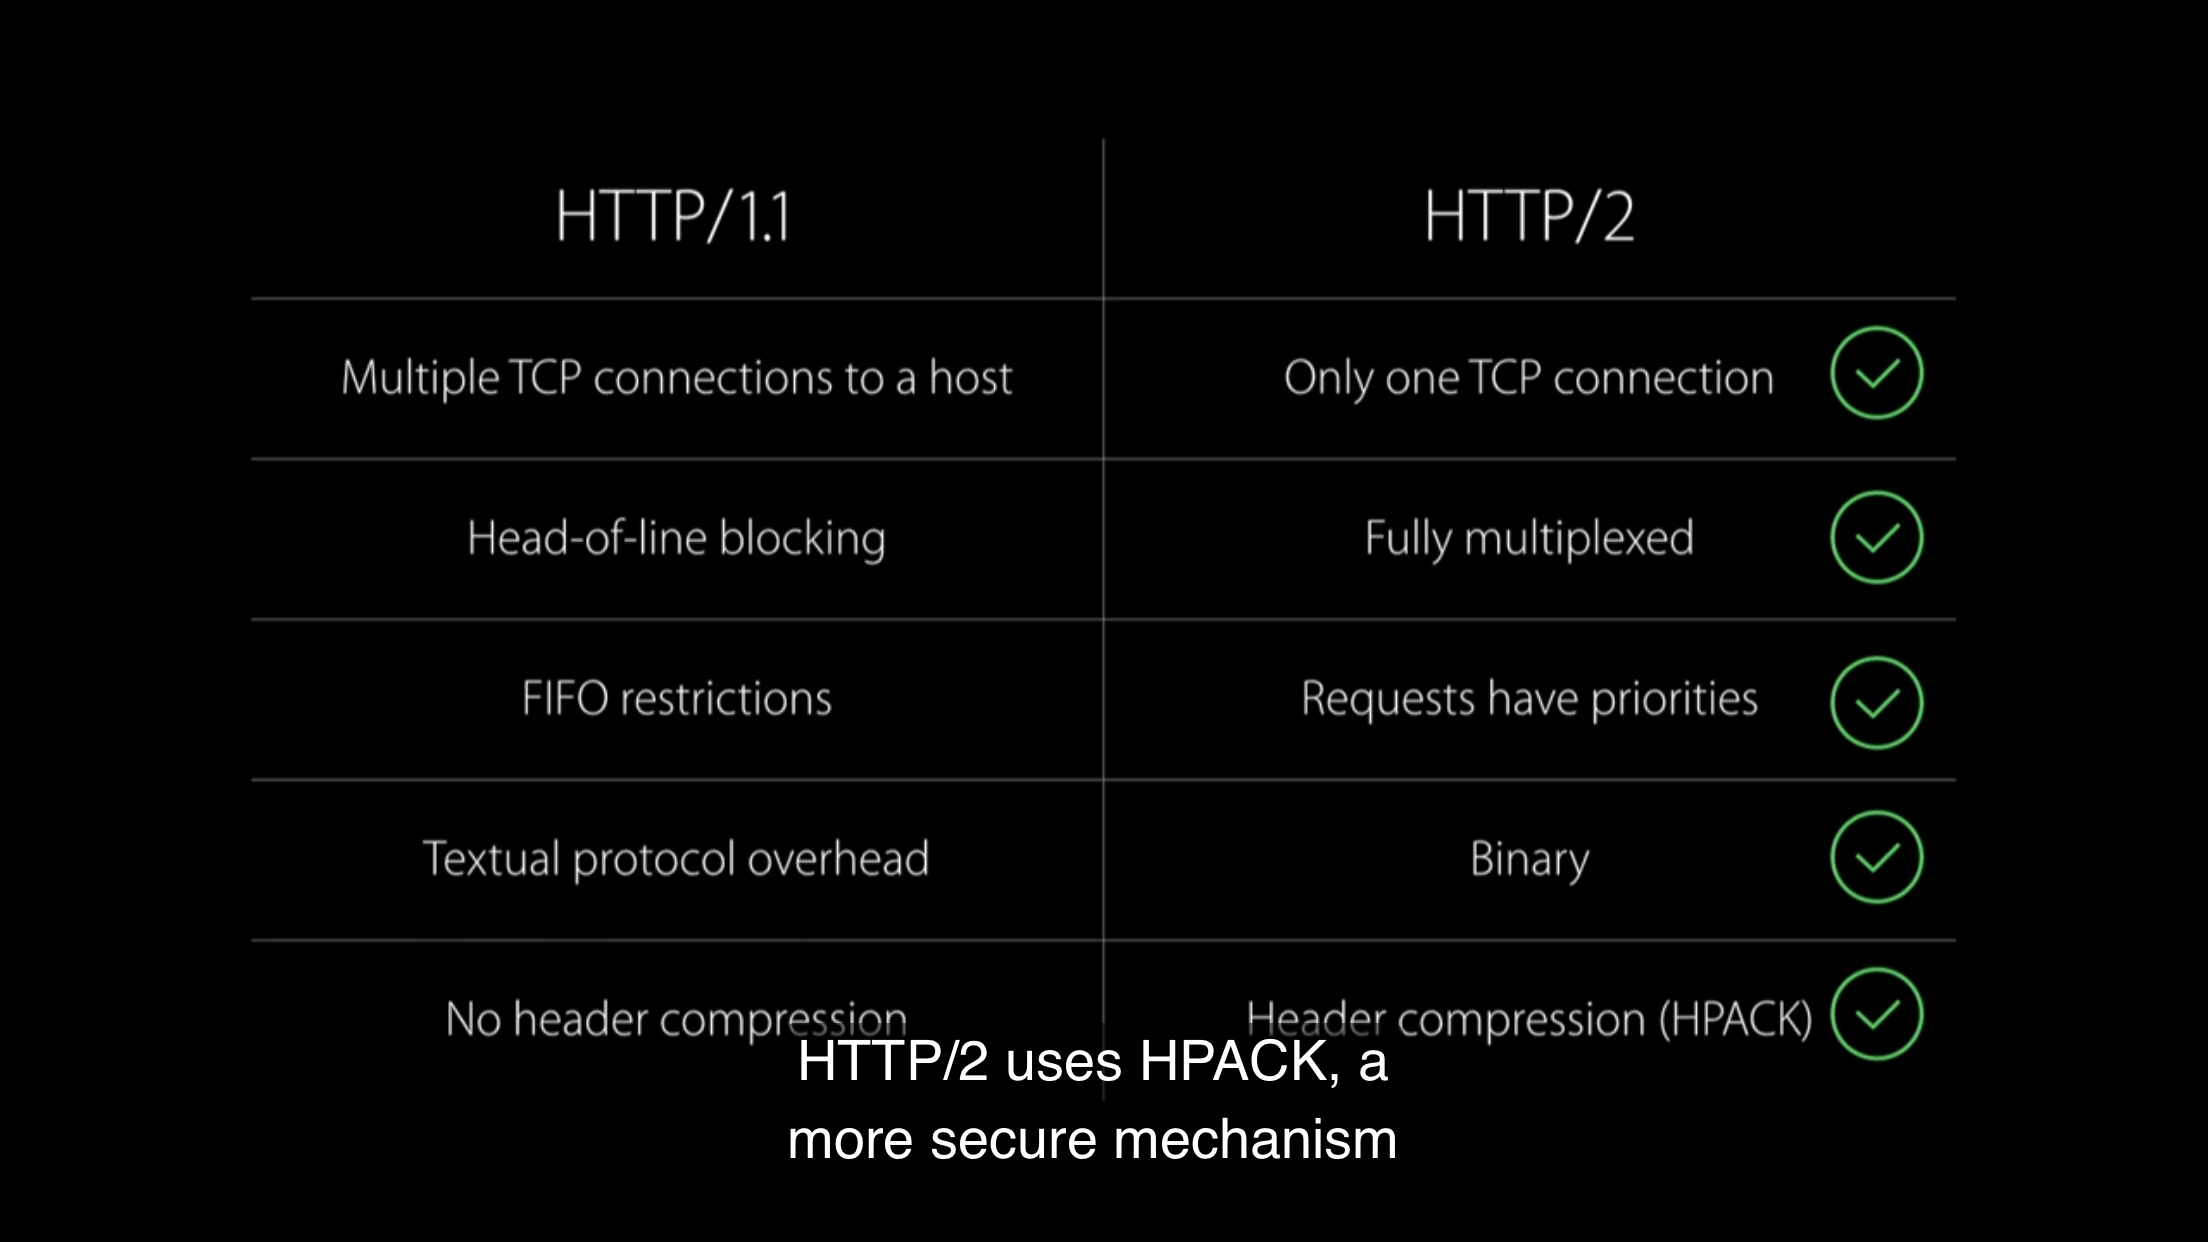 HTTP/1.1 HTTP/2
Multiple TCP connections to a host Only one TCP connection
Head-of-line blocking Fully multiplexed
FIFO restrictions Requests have priorities
Textual protocol overhead Binary
No header compression Header compression (HPACK)
HTTP/2 uses HPACK, a
more secure mechanism